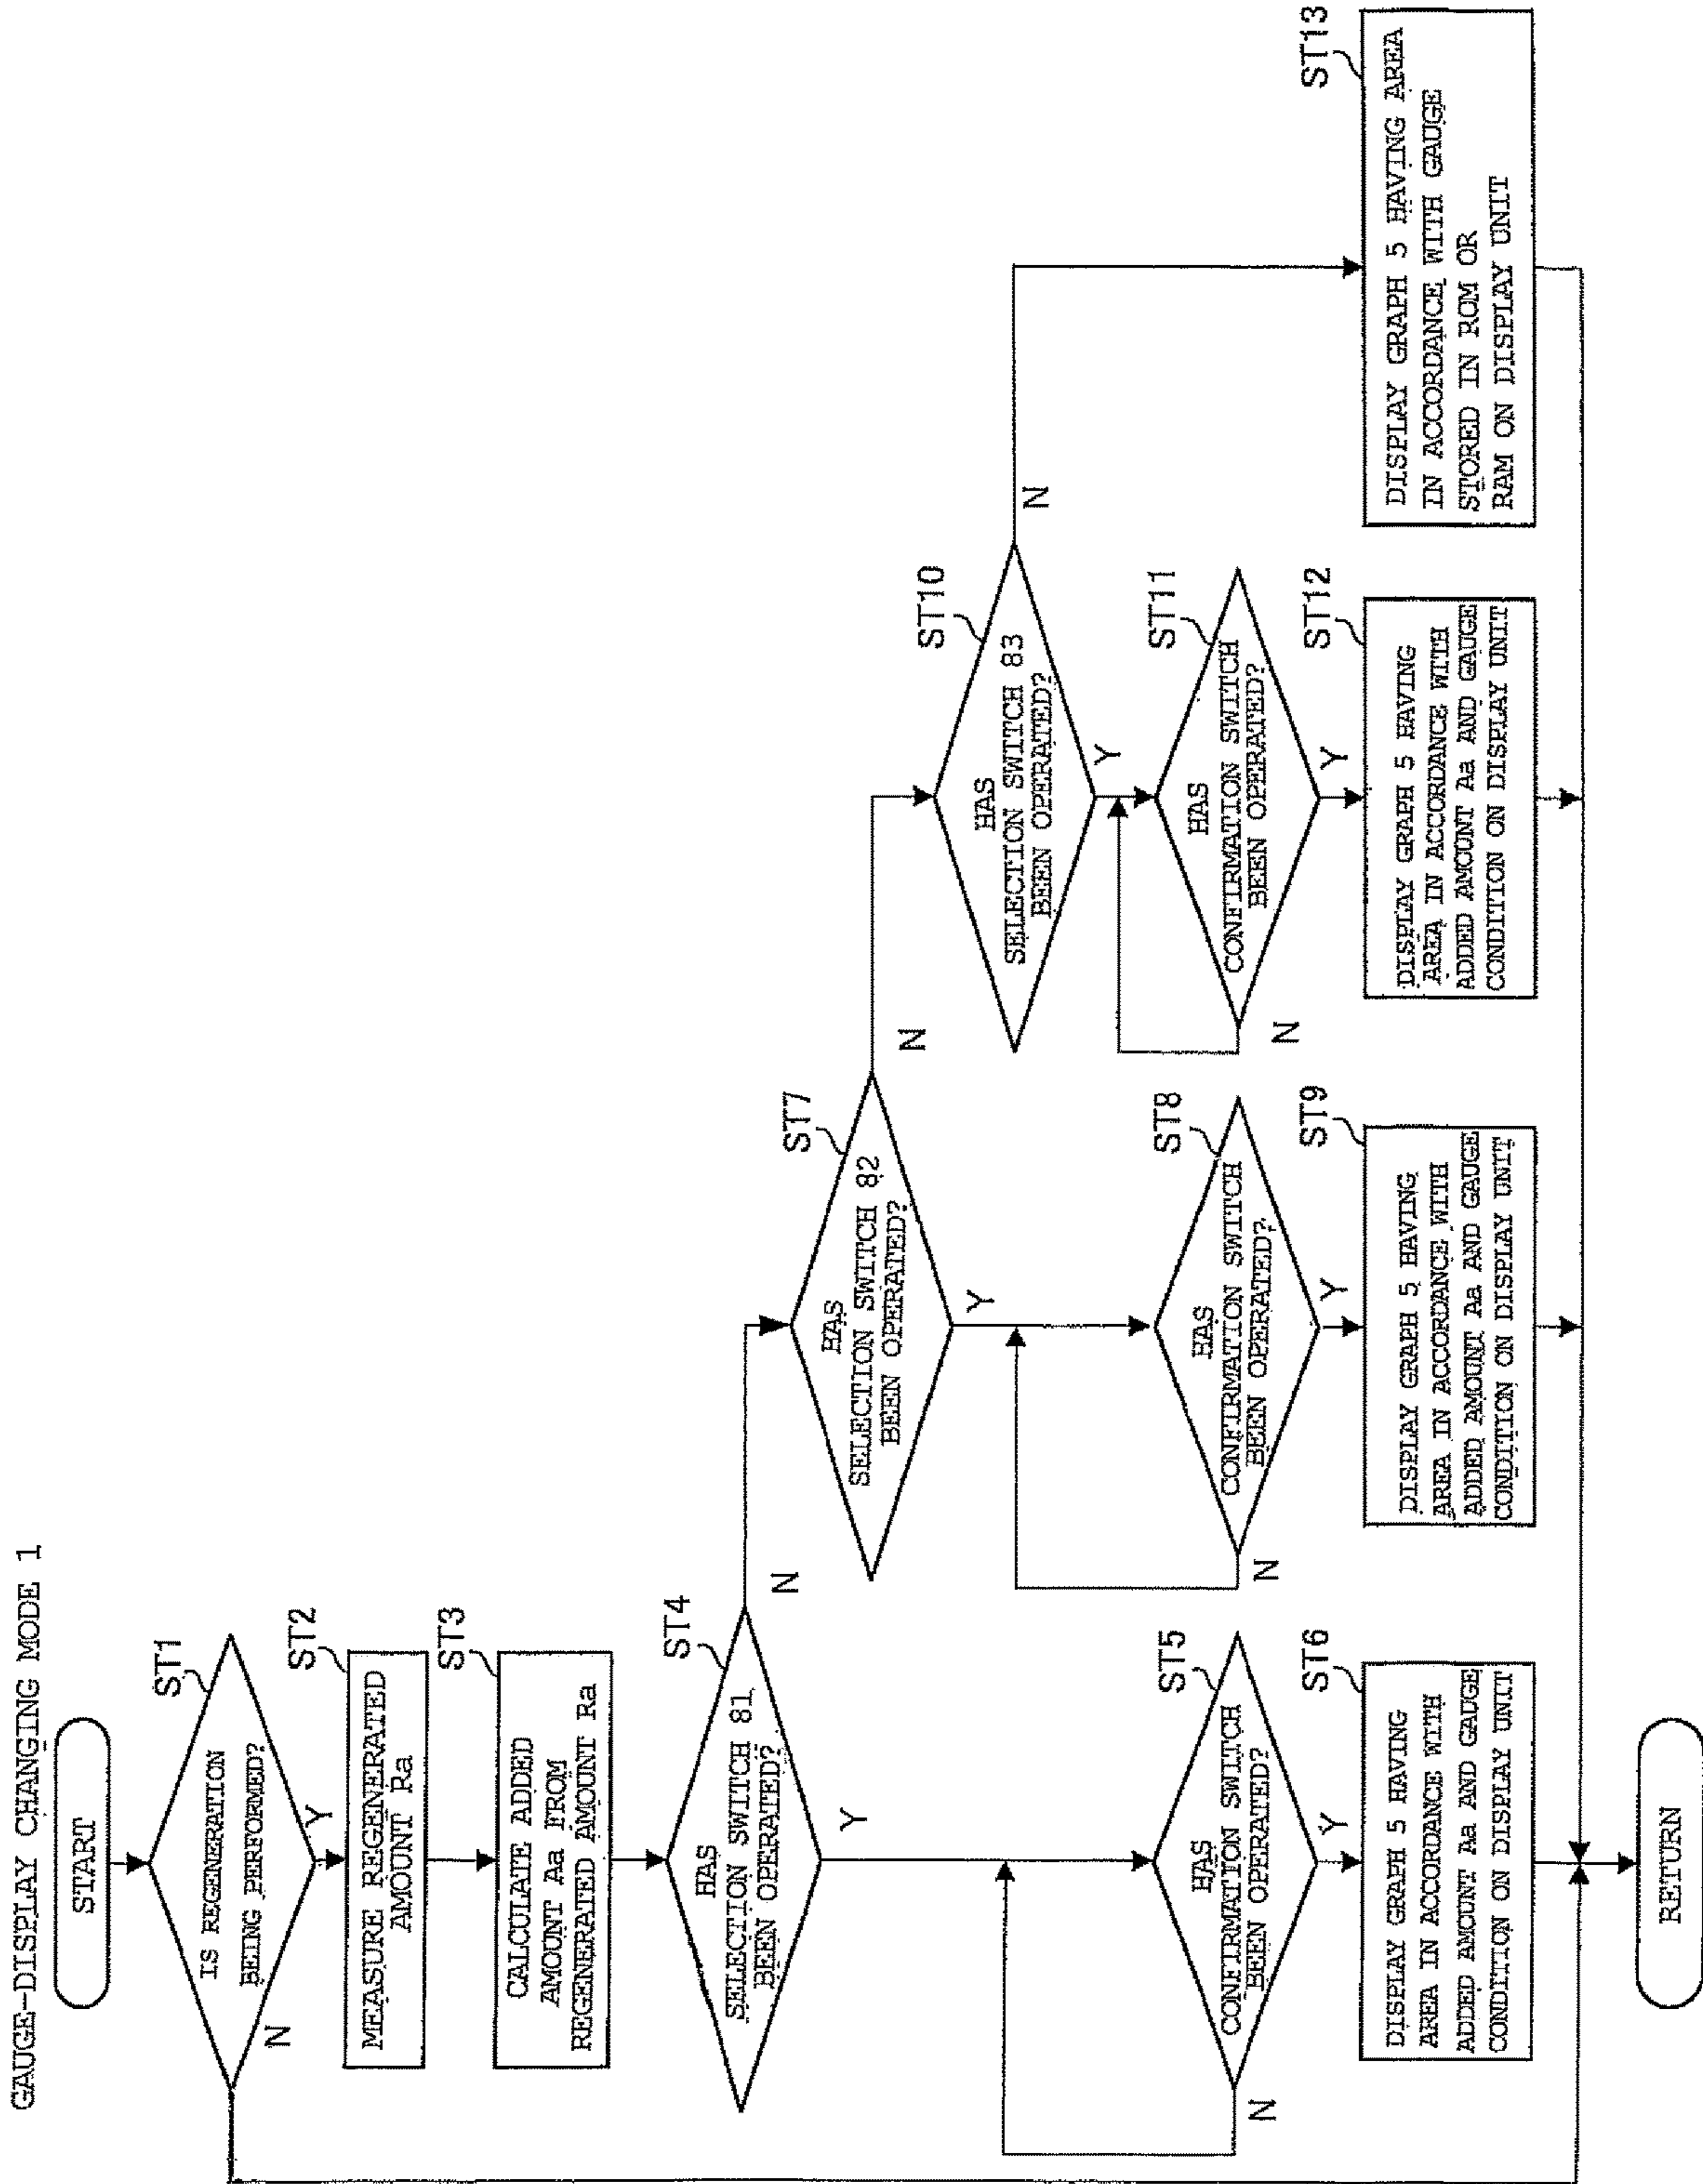 GAUGE-DISPLAY CHANGING MODE 1
START
ST1
IS REGENERATION
BEING PERFORMED?
N
Y
ST2
MEASURE REGENERATED
AMOUNT Ra
ST3
CALCULATE ADDED
AMOUNT Aa FROM
REGENERATED AMOUNT Ra
ST4
HAS
SELECTION SWITCH 81
BEEN OPERATED?
N
Y
ST5
HAS
CONFIRMATION SWITCH
BEEN OPERATED?
N
Y
ST6
DISPLAY GRAPH 5 HAVING
AREA IN ACCORDANCE WITH
ADDED AMOUNT Aa AND GAUGE
CONDITION ON DISPLAY UNIT
ST7
HAS
SELECTION SWITCH 82
BEEN OPERATED?
N
Y
ST8
HAS
CONFIRMATION SWITCH
BEEN OPERATED?
N
Y
ST9
DISPLAY GRAPH 5 HAVING
AREA IN ACCORDANCE WITH
ADDED AMOUNT Aa AND GAUGE
CONDITION ON DISPLAY UNIT
ST10
HAS
SELECTION SWITCH 83
BEEN OPERATED?
N
Y
ST11
HAS
CONFIRMATION SWITCH
BEEN OPERATED?
N
Y
ST12
DISPLAY GRAPH 5 HAVING
AREA IN ACCORDANCE WITH
ADDED AMOUNT Aa AND GAUGE
CONDITION ON DISPLAY UNIT
ST13
DISPLAY GRAPH 5 HAVING AREA
IN ACCORDANCE WITH GAUGE
STORED IN ROM OR
RAM ON DISPLAY UNIT
RETURN